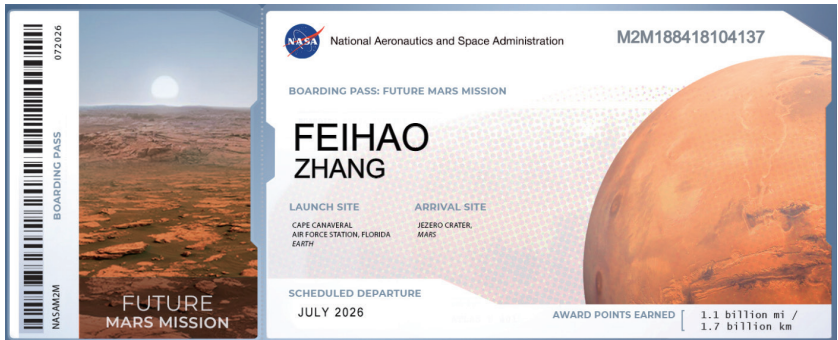 072026
BOARDING PASS
NASAM2M
FUTURE
MARS MISSION
NASA
National Aeronautics and Space Administration
M2M188418104137
BOARDING PASS: FUTURE MARS MISSION
FEIHAO
ZHANG
LAUNCH SITE
CAPE CANAVERAL
AIR FORCE STATION, FLORIDA
EARTH
ARRIVAL SITE
JEZERO CRATER,
MARS
SCHEDULED DEPARTURE
JULY 2026
AWARD POINTS EARNED
1.1 billion mi /
1.7 billion km